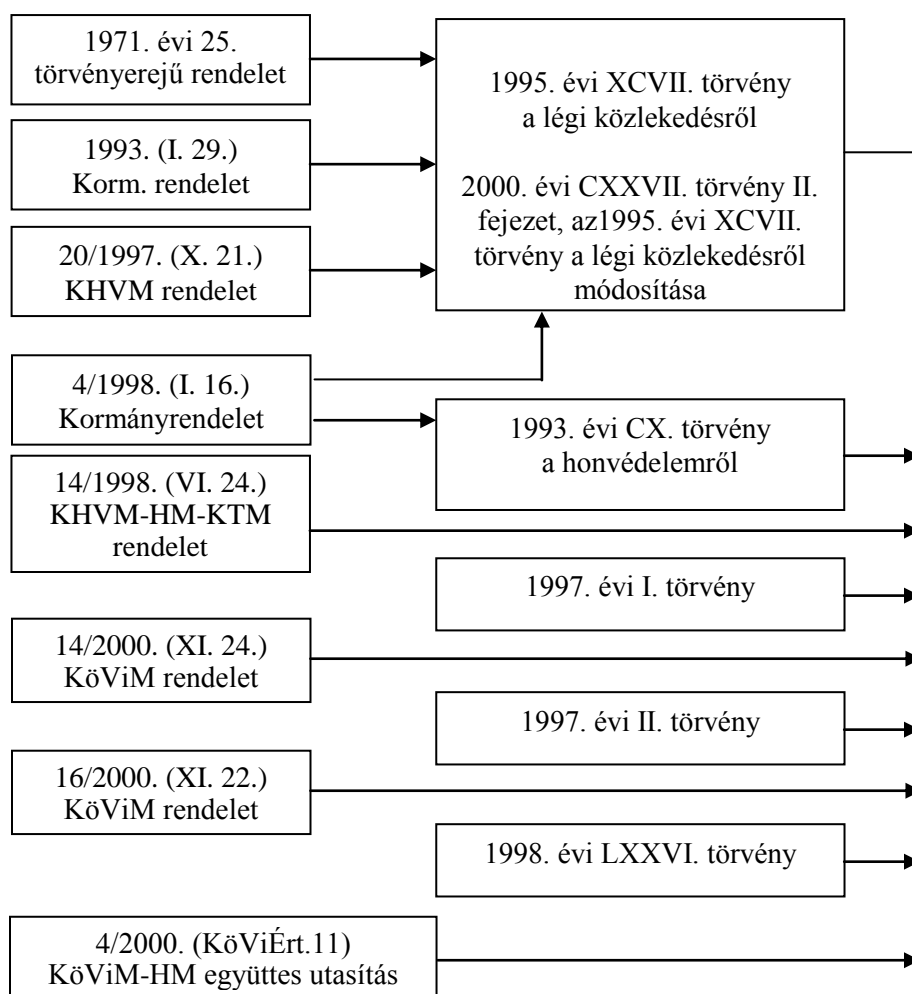 1971. évi 25.
törvényerejű rendelet
1993. (I. 29.)
Korm. rendelet
20/1997. (X. 21.)
KHVM rendelet
4/1998. (I. 16.)
Kormányrendelet
14/1998. (VI. 24.)
KHVM-HM-KTM
rendelet
14/2000. (XI. 24.)
KöViM rendelet
16/2000. (XI. 22.)
KöViM rendelet
4/2000. (KöViÉrt.11)
KöViM-HM együttes utasítás
1995. évi XCVII. törvény
a légi közlekedésről
2000. évi CXXVII. törvény II.
fejezet, az1995. évi XCVII.
törvény a légi közlekedésről
módosítása
1993. évi CX. törvény
a honvédelemről
1997. évi I. törvény
1997. évi II. törvény
1998. évi LXXVI. törvény